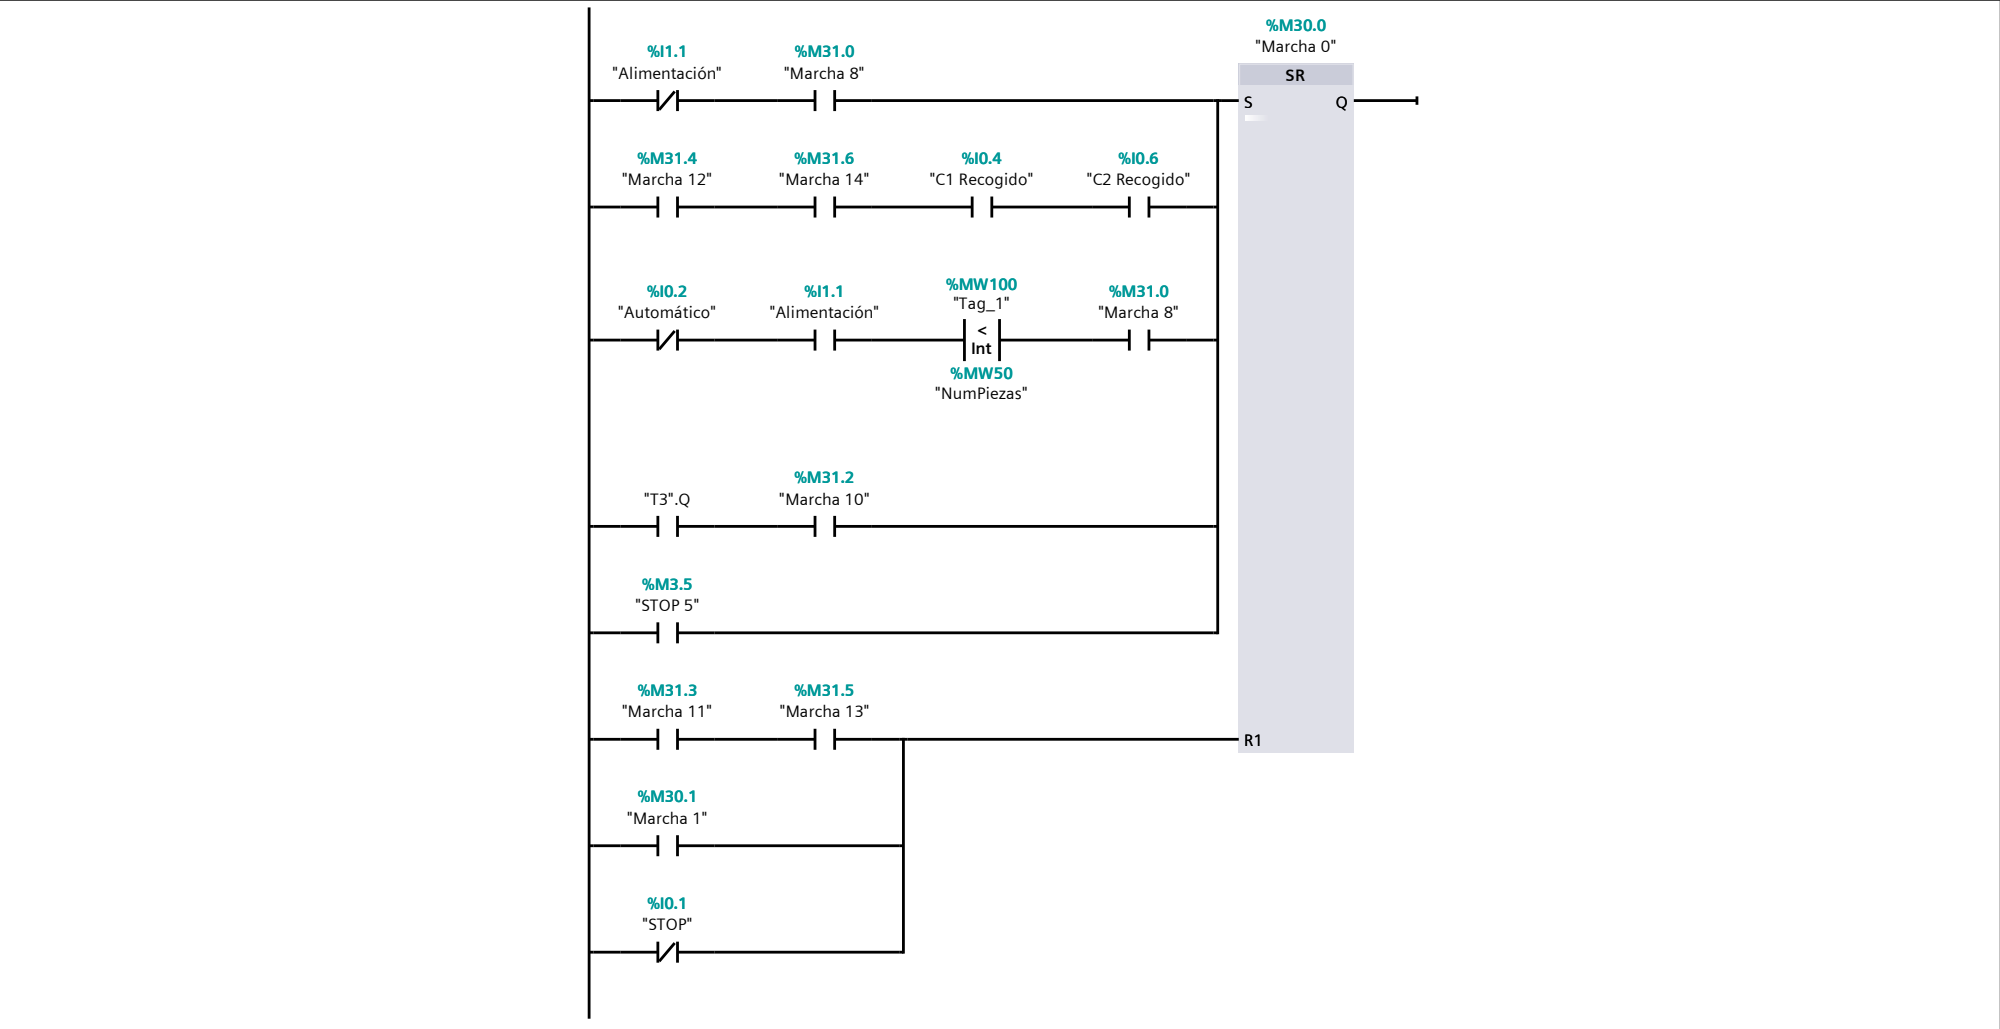 %M30.0
"Marcha 0"
%I1.1 %M31.0
"Alimentación" "Marcha 8"
SR
S Q
%M31.4 %M31.6 %I0.4 %I0.6
"Marcha 12" "Marcha 14" "C1 Recogido" "C2 Recogido"
%MW100
%I0.2 %I1.1 "Tag_1" %M31.0
"Automático" "Alimentación" "Marcha 8"
<
Int
%MW50
"NumPiezas"
%M31.2
"T3".Q "Marcha 10"
%M3.5
"STOP 5"
%M31.3 %M31.5
"Marcha 11" "Marcha 13"
R1
%M30.1
"Marcha 1"
%I0.1
"STOP"